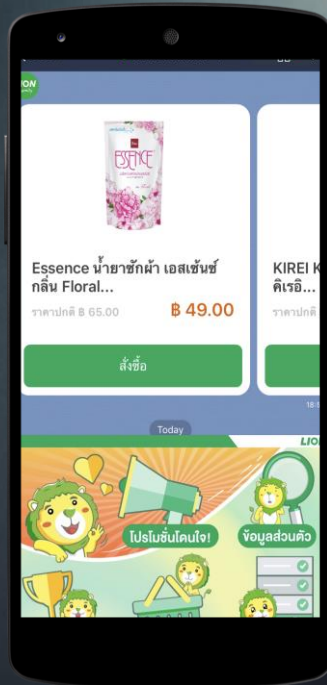 ESSENCE
Essence น้ำยาซักผ้า เอสเซ้นซ์
กลิ่น Floral...
ราคาปกติ ฿ 65.00
฿ 49.00
สั่งซื้อ
KIREI K
คิเรอิ...
ราคาปกติ
Today
LION
โปรโมชั่นโดนใจ!
ข้อมูลส่วนตัว